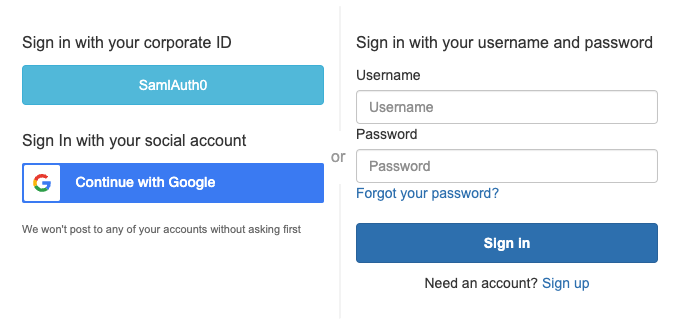 Sign in with your corporate ID
SamlAuth0
Sign In with your social account
Continue with Google
We won't post to any of your accounts without asking first
or
Sign in with your username and password
Username
Username
Password
Password
Forgot your password?
Sign in
Need an account? Sign up